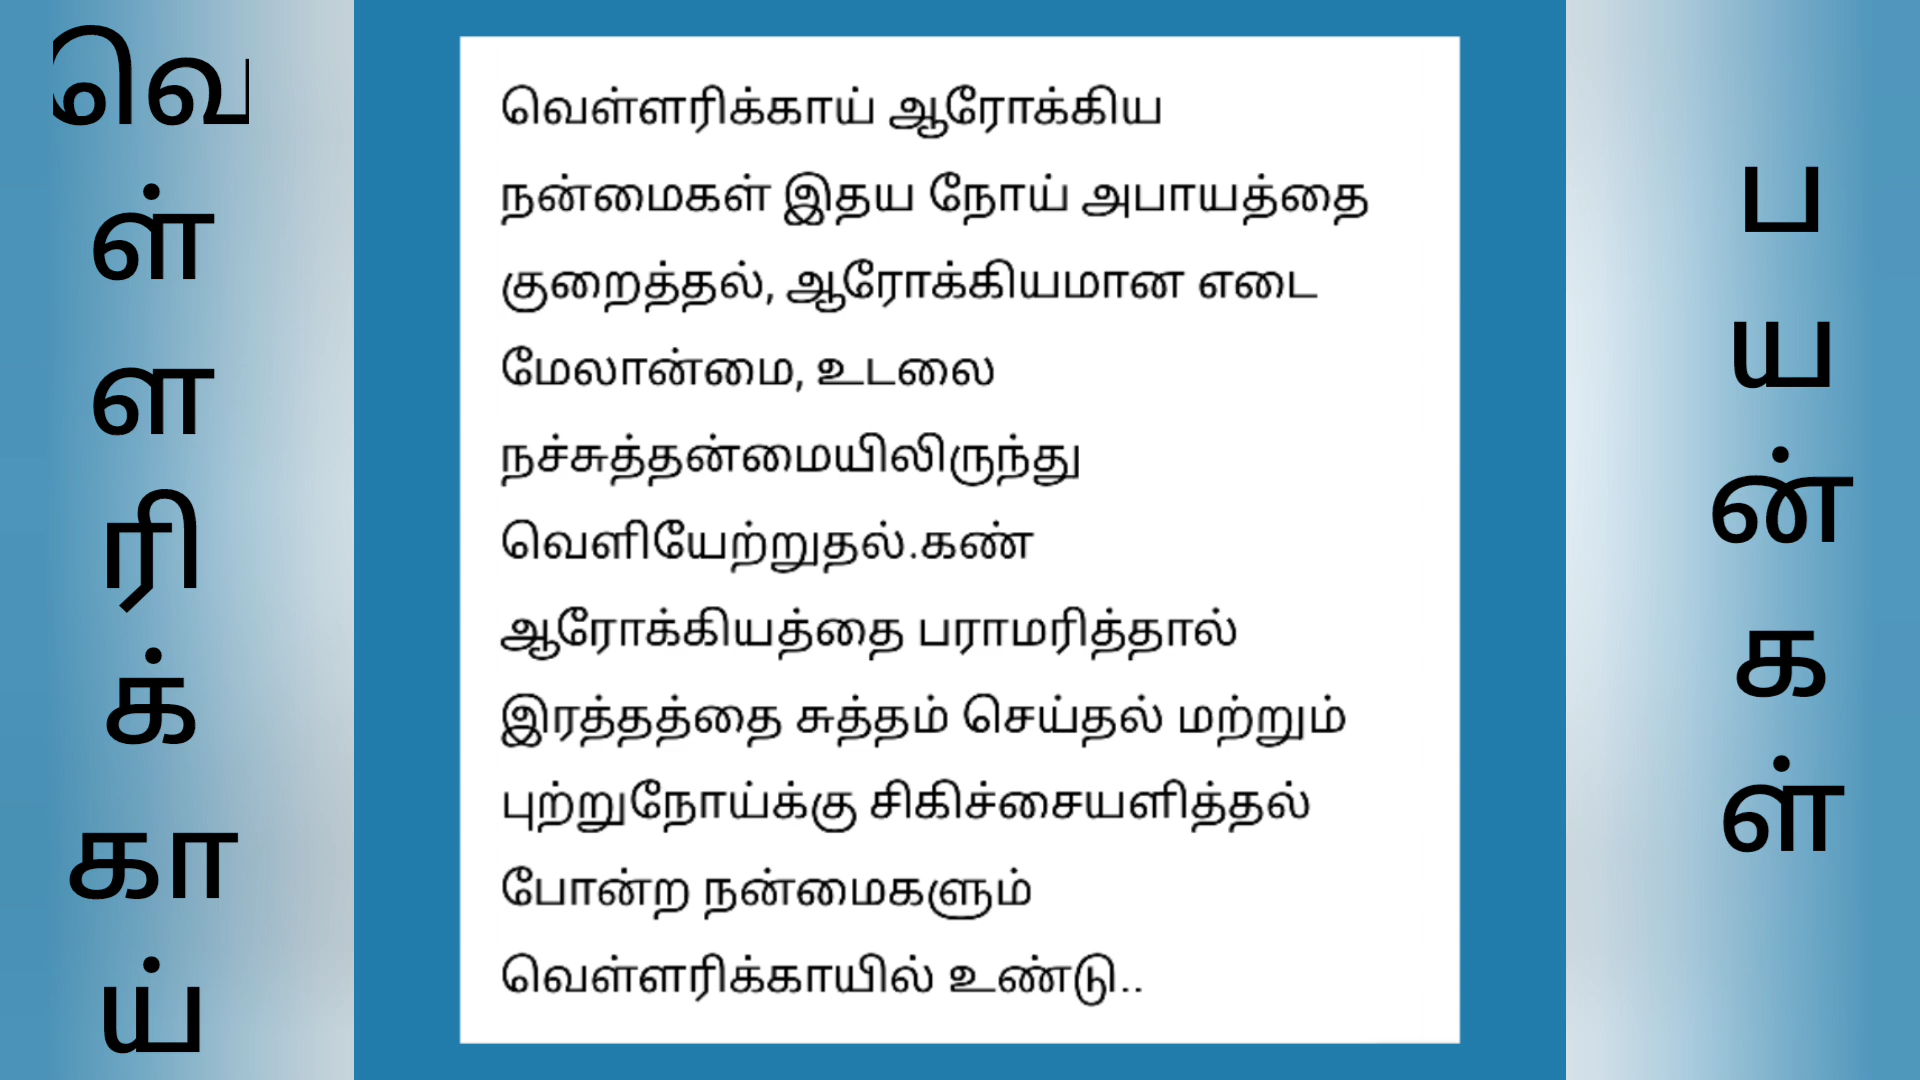 வெள்ளரிக்காய்
வெள்ளரிக்காய் ஆரோக்கிய
நன்மைகள் இதய நோய் அபாயத்தை
குறைத்தல், ஆரோக்கியமான எடை
மேலான்மை, உடலை
நச்சுத்தன்மையிலிருந்து
வெளியேற்றுதல்.கண்
ஆரோக்கியத்தை பராமரித்தால்
இரத்தத்தை சுத்தம் செய்தல் மற்றும்
புற்றுநோய்க்கு சிகிச்சையளித்தல்
போன்ற நன்மைகளும்
வெள்ளரிக்காயில் உண்டு..
பயன்கள்